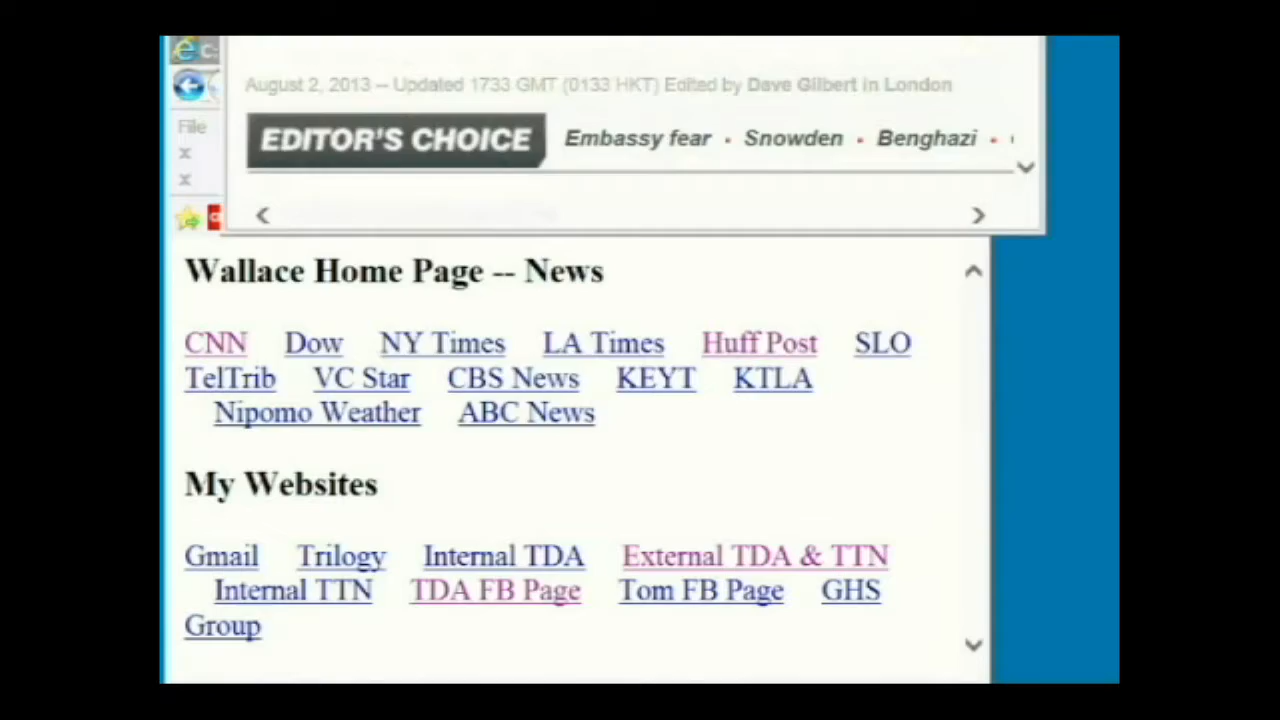 August 2, 2013 -- Updated 1733 GMT (0133 HKT) Edited by Dave Gilbert in London
EDITOR'S CHOICE Embassy fear • Snowden • Benghazi •
File
x
x
Wallace Home Page -- News
CNN Dow NY Times LA Times Huff Post SLO
TelTrib VC Star CBS News KEYT KTLA
Nipomo Weather ABC News
My Websites
Gmail Trilogy Internal TDA External TDA & TTN
Internal TTN TDA FB Page Tom FB Page GHS
Group